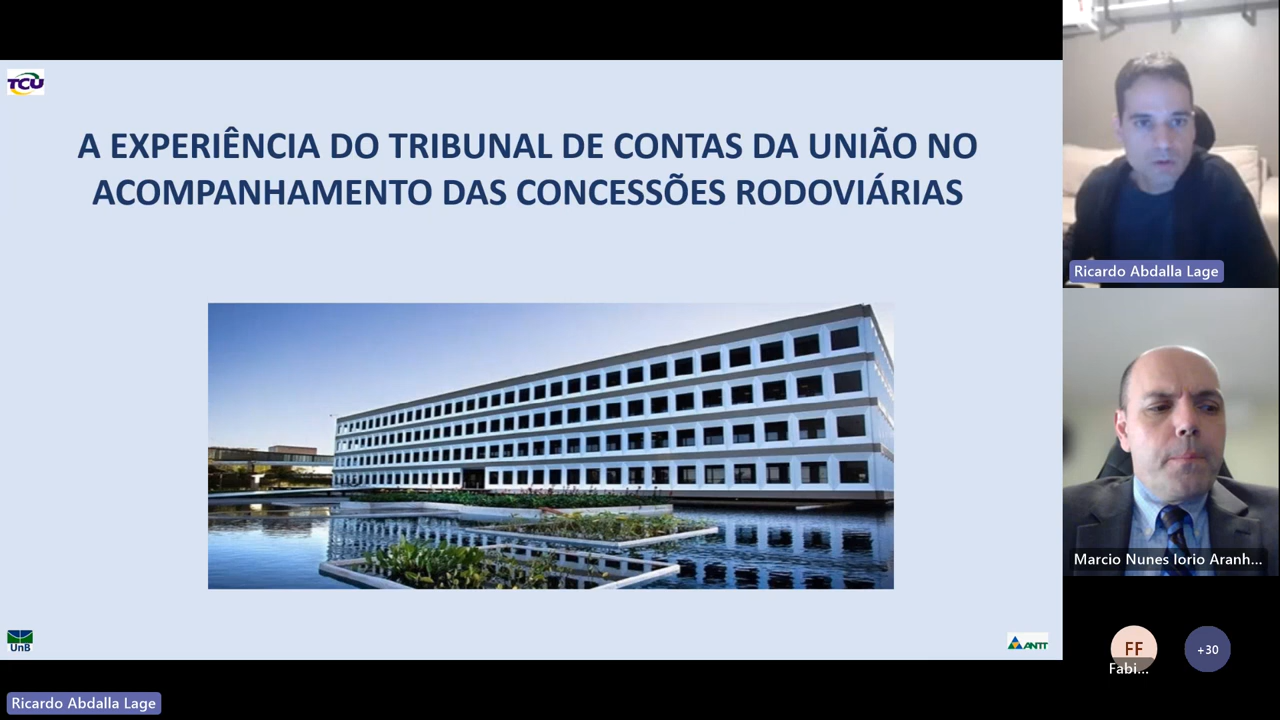 TCU
A EXPERIÊNCIA DO TRIBUNAL DE CONTAS DA UNIÃO NO
ACOMPANHAMENTO DAS CONCESSÕES RODOVIÁRIAS
UnB
ANTT
Ricardo Abdalla Lage
Ricardo Abdalla Lage
Marcio Nunes Iorio Aranh...
FF
Fabi...
+30